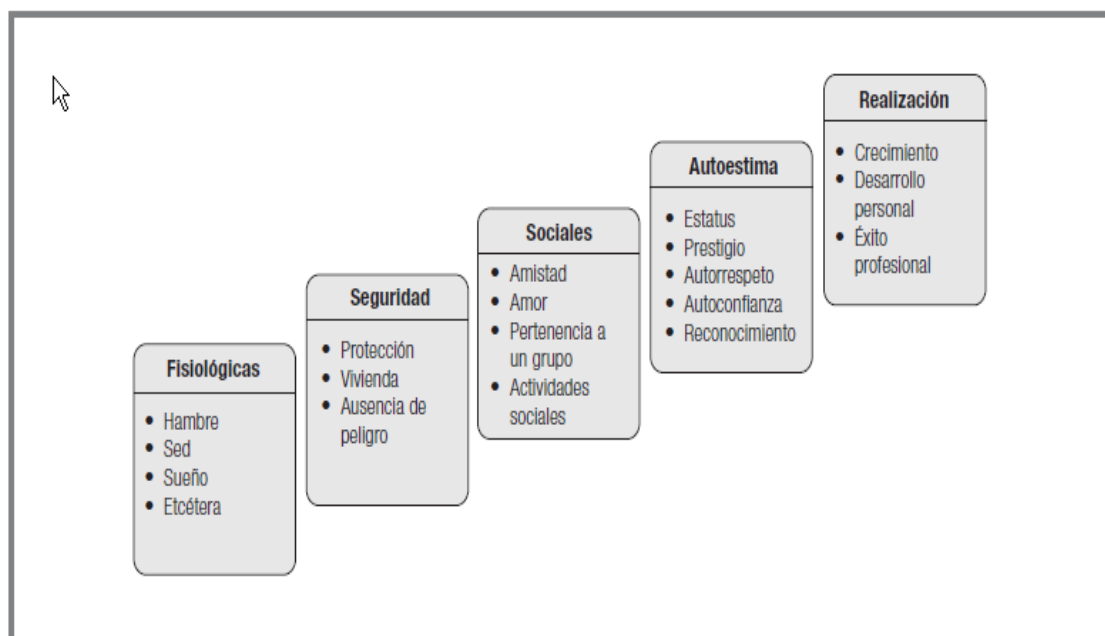 Fisiológicas
• Hambre
• Sed
• Sueño
• Etcétera
Seguridad
• Protección
• Vivienda
• Ausencia de
peligro
Sociales
• Amistad
• Amor
• Pertenencia a
un grupo
• Actividades
sociales
Autoestima
• Estatus
• Prestigio
• Autorrespeto
• Autoconfianza
• Reconocimiento
Realización
• Crecimiento
• Desarrollo
personal
• Éxito
profesional